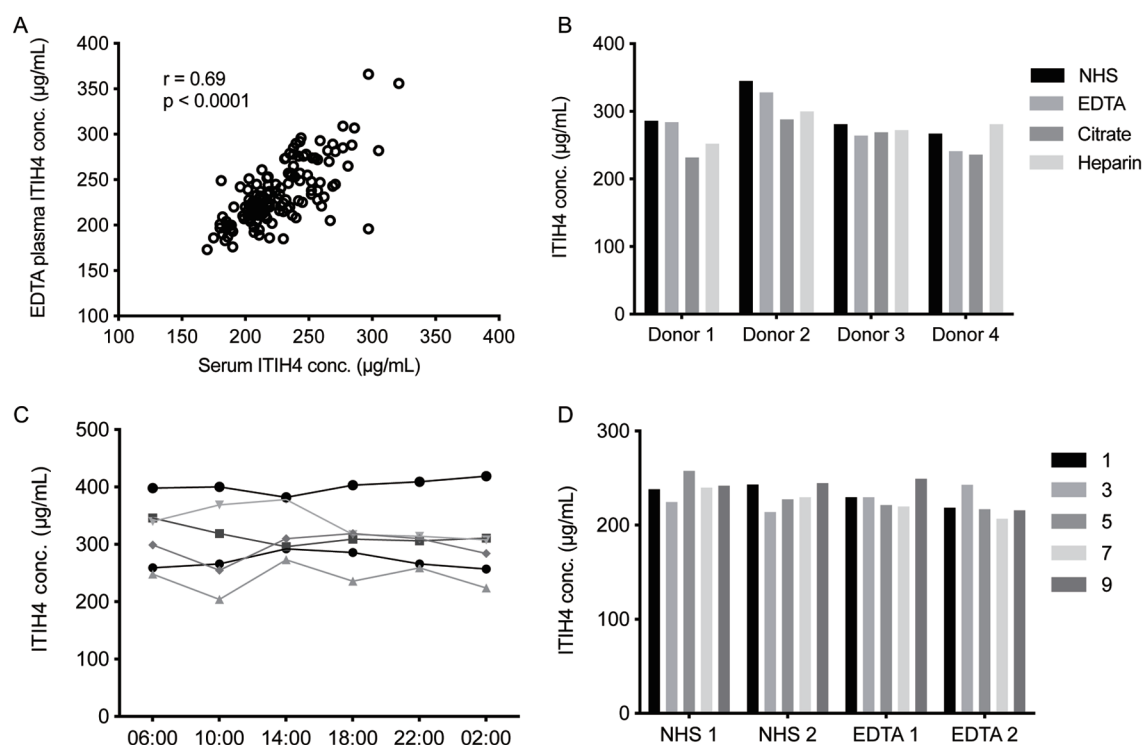 A
400
350
300
250
200
150
100
r = 0.69
p < 0.0001
EDTA plasma ITIH4 conc. (µg/mL)
100 150 200 250 300 350 400
Serum ITIH4 conc. (µg/mL)
B
400
300
200
100
0
ITIH4 conc. (µg/mL)
Donor 1 Donor 2 Donor 3 Donor 4
NHS
EDTA
Citrate
Heparin
C
500
400
300
200
100
0
ITIH4 conc. (µg/mL)
06:00 10:00 14:00 18:00 22:00 02:00
D
300
200
100
0
ITIH4 conc. (µg/mL)
NHS 1 NHS 2 EDTA 1 EDTA 2
1
3
5
7
9